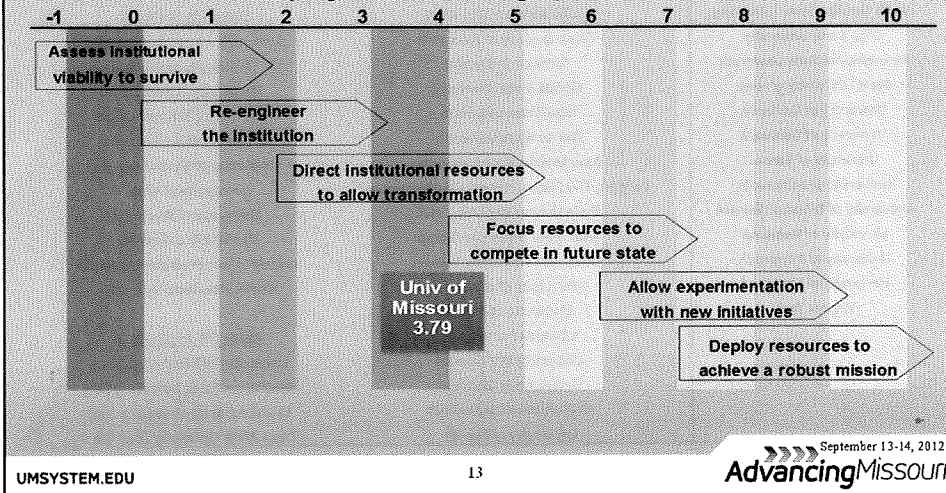 -1 0 1 2 3 4 5 6 7 8 9 10
Assess institutional
viability to survive
Re-engineer
the institution
Direct institutional resources
to allow transformation
Focus resources to
compete in future state
Univ of
Missouri
3.79
Allow experimentation
with new initiatives
Deploy resources to
achieve a robust mission
September 13-14, 2012
UMSYSTEM.EDU
13
AdvancingMissouri